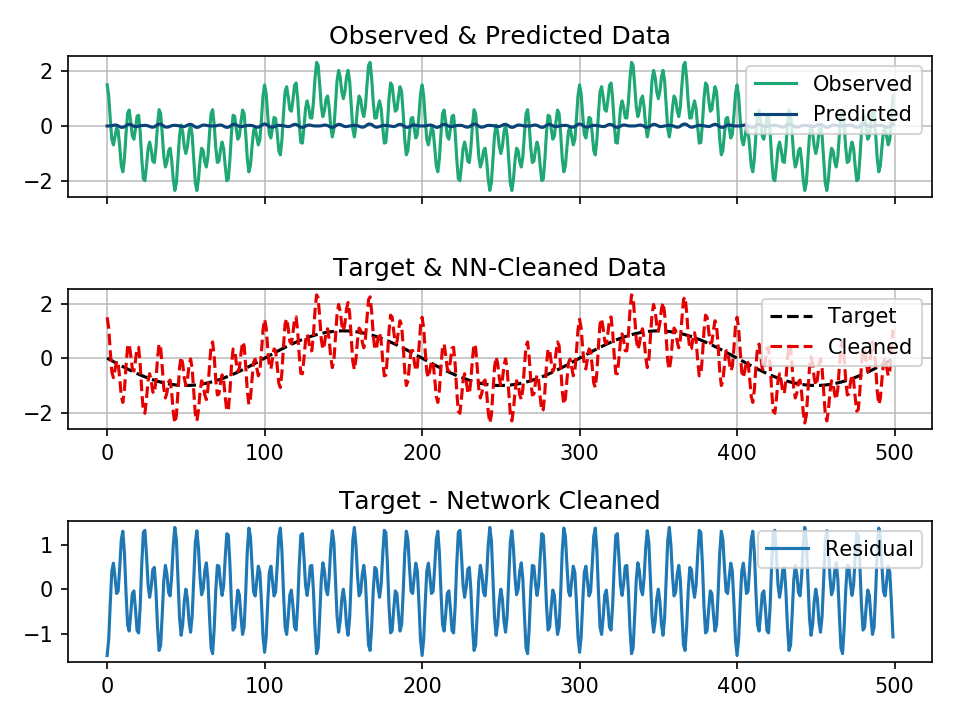 Observed & Predicted Data
2
0
−2
Observed
Predicted
Target & NN-Cleaned Data
2
0
−2
Target
Cleaned
0 100 200 300 400 500
Target - Network Cleaned
1
0
−1
Residual
0 100 200 300 400 500